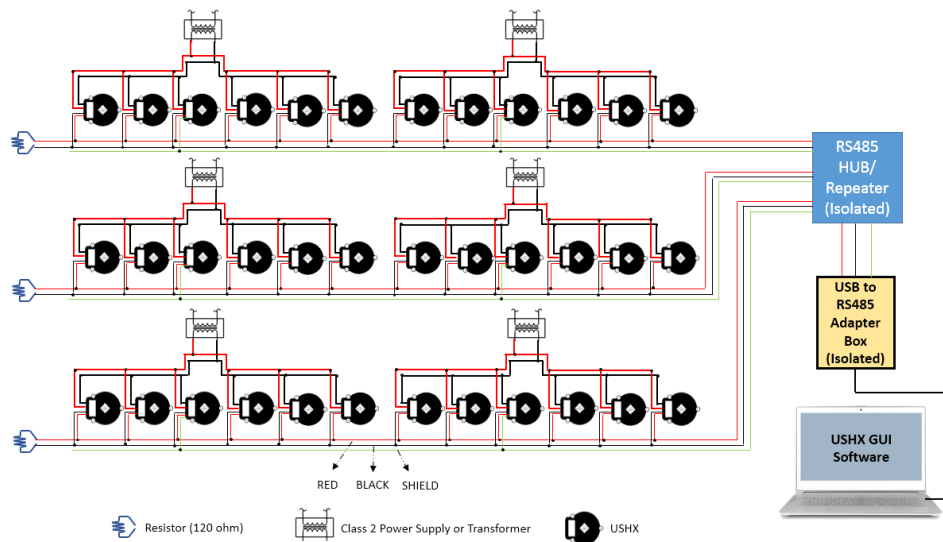 RS485
HUB/
Repeater
(Isolated)
USB to
RS485
Adapter
Box
(Isolated)
USHX GUI
Software
RED BLACK SHIELD
Resistor (120 ohm) Class 2 Power Supply or Transformer USHX